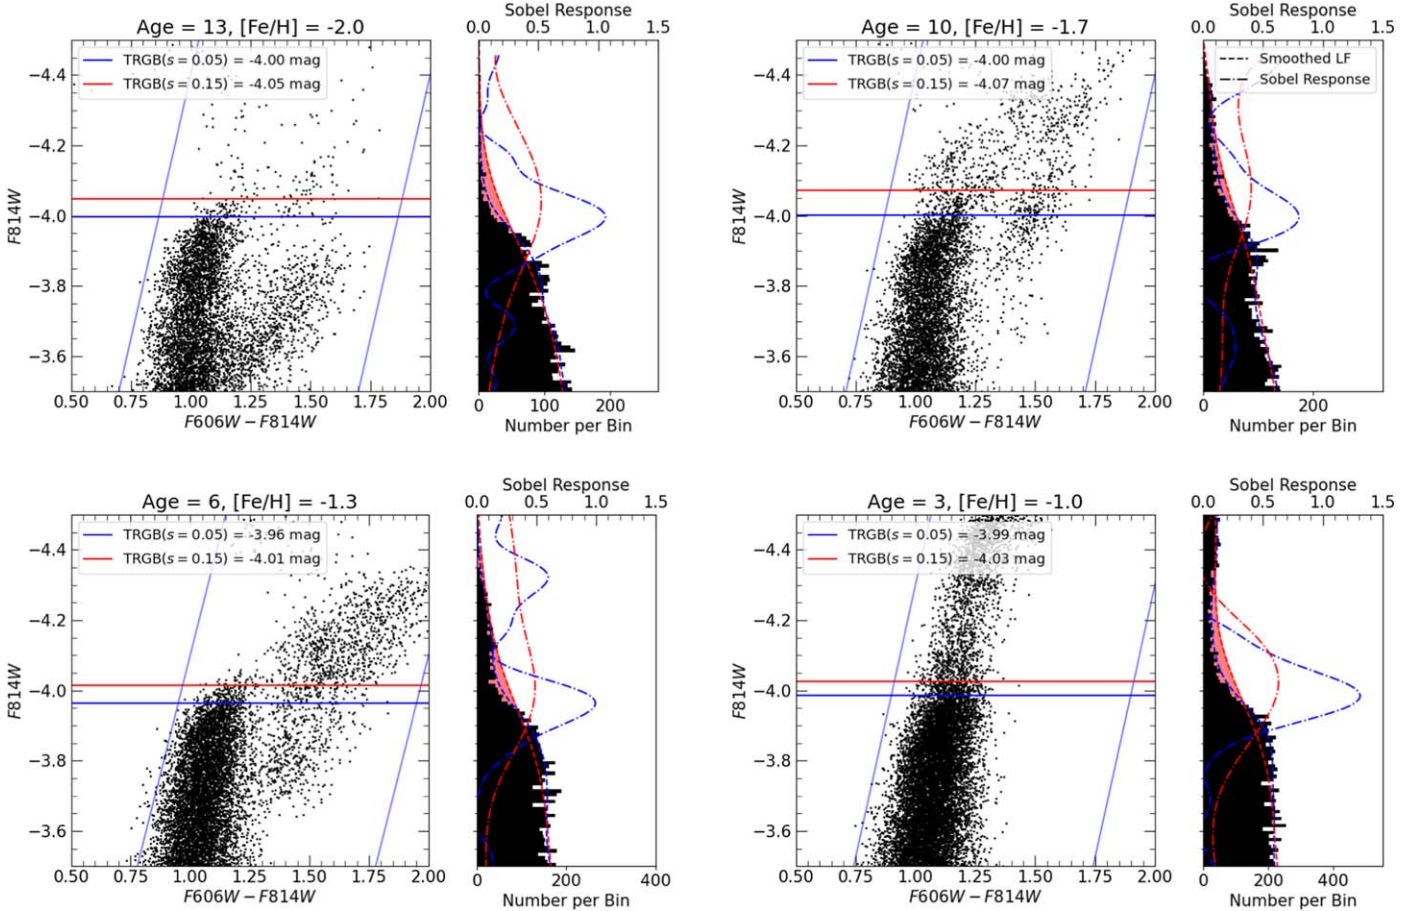 Age = 13, [Fe/H] = -2.0
TRGB(s = 0.05) = -4.00 mag
TRGB(s = 0.15) = -4.05 mag
−4.4
−4.2
−4.0
−3.8
−3.6
F814W
0.50 0.75 1.00 1.25 1.50 1.75 2.00
F606W − F814W
Sobel Response
0.0 0.5 1.0 1.5
0 100 200
Number per Bin
Age = 10, [Fe/H] = -1.7
TRGB(s = 0.05) = -4.00 mag
TRGB(s = 0.15) = -4.07 mag
−4.4
−4.2
−4.0
−3.8
−3.6
F814W
0.50 0.75 1.00 1.25 1.50 1.75 2.00
F606W − F814W
Sobel Response
0.0 0.5 1.0 1.5
Smoothed LF
Sobel Response
0 200
Number per Bin
Age = 6, [Fe/H] = -1.3
TRGB(s = 0.05) = -3.96 mag
TRGB(s = 0.15) = -4.01 mag
−4.4
−4.2
−4.0
−3.8
−3.6
F814W
0.50 0.75 1.00 1.25 1.50 1.75 2.00
F606W − F814W
Sobel Response
0.0 0.5 1.0 1.5
0 200 400
Number per Bin
Age = 3, [Fe/H] = -1.0
TRGB(s = 0.05) = -3.99 mag
TRGB(s = 0.15) = -4.03 mag
−4.4
−4.2
−4.0
−3.8
−3.6
F814W
0.50 0.75 1.00 1.25 1.50 1.75 2.00
F606W − F814W
Sobel Response
0.0 0.5 1.0 1.5
0 200 400
Number per Bin